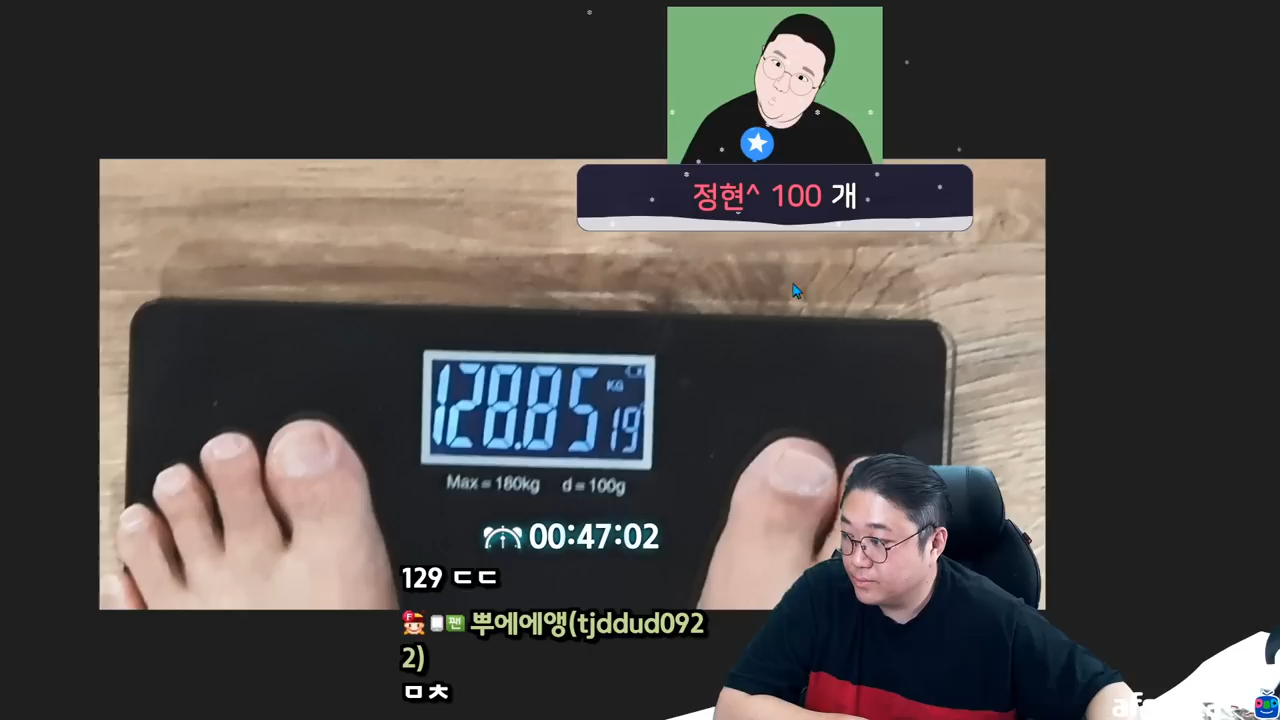 정현^ 100 개
128.85
KG
19
Max = 180kg d = 100g
00:47:02
129 ㄷㄷ
F 팬 뿌에에앵(tjddud092
2)
ㅁㅊ